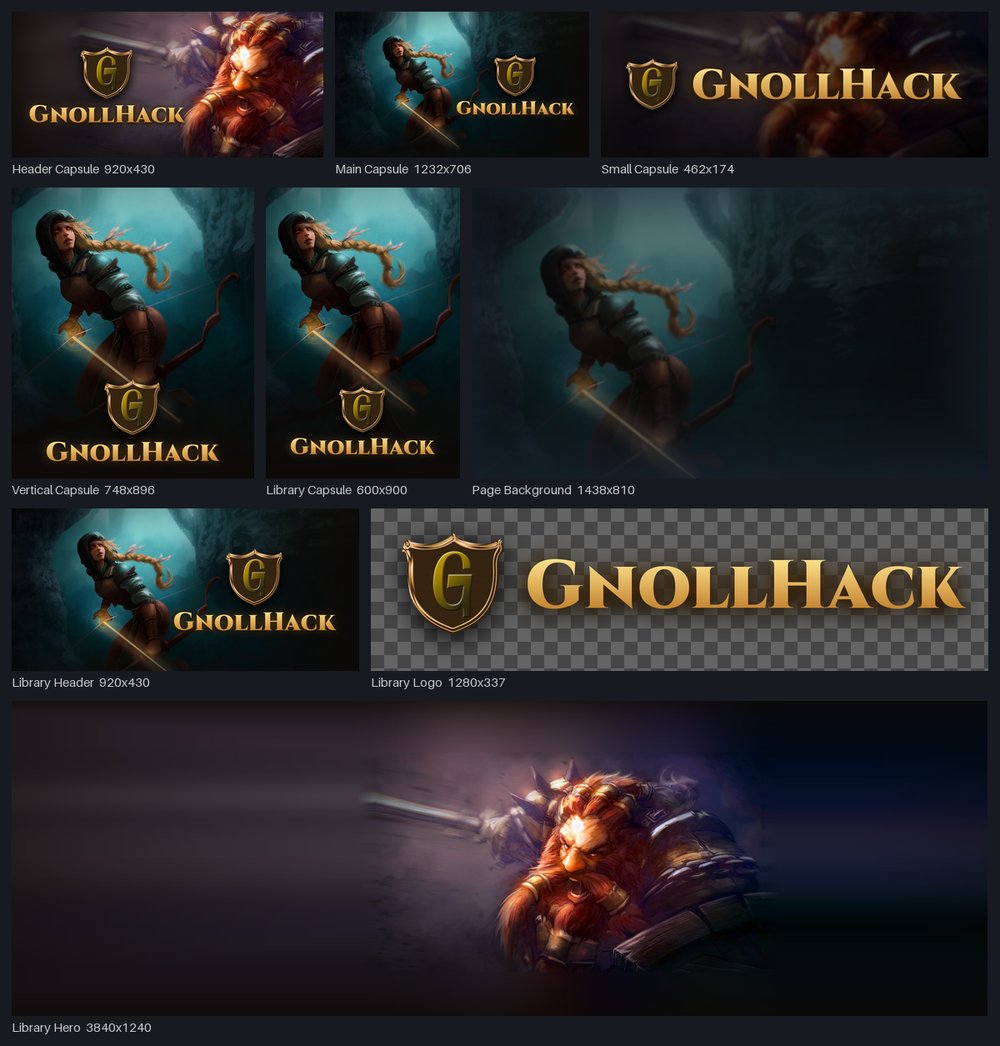 G
GnollHack
Header Capsule 920x430
G
GnollHack
Main Capsule 1232x706
G GnollHack
Small Capsule 462x174
G
GnollHack
Vertical Capsule 748x896
G
GnollHack
Library Capsule 600x900
Page Background 1438x810
G
GnollHack
Library Header 920x430
G GnollHack
Library Logo 1280x337
Library Hero 3840x1240